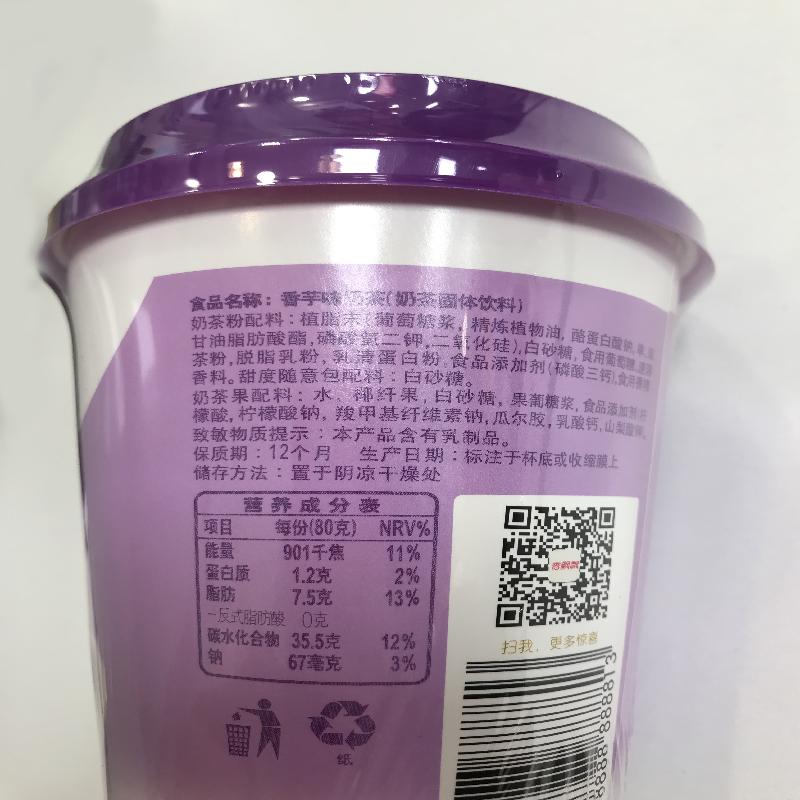 食品名称：香芋味奶茶(奶茶固体饮料)
奶茶粉配料：植脂末(葡萄糖浆，精炼植物油，酪蛋白酸钠，单，
甘油脂肪酸酯，磷酸氢二钾，二氧化硅)，白砂糖，食用葡萄糖，
茶粉，脱脂乳粉，乳清蛋白粉，食品添加剂(磷酸三钙)，食用香精
香料。甜度随意包配料：白砂糖。
奶茶果配料：水，椰纤果，白砂糖，果葡糖浆，食品添加剂(柠
檬酸，柠檬酸钠，羧甲基纤维素钠，瓜尔胶，乳酸钙，山梨酸钾
致敏物质提示：本产品含有乳制品。
保质期：12个月 生产日期：标注于杯底或收缩膜上
储存方法：置于阴凉干燥处
营养成分表
项目 每份(80克) NRV%
能量 901千焦 11%
蛋白质 1.2克 2%
脂肪 7.5克 13%
-反式脂肪酸 0克
碳水化合物 35.5克 12%
钠 67毫克 3%
香飘飘
扫我，更多惊喜
纸